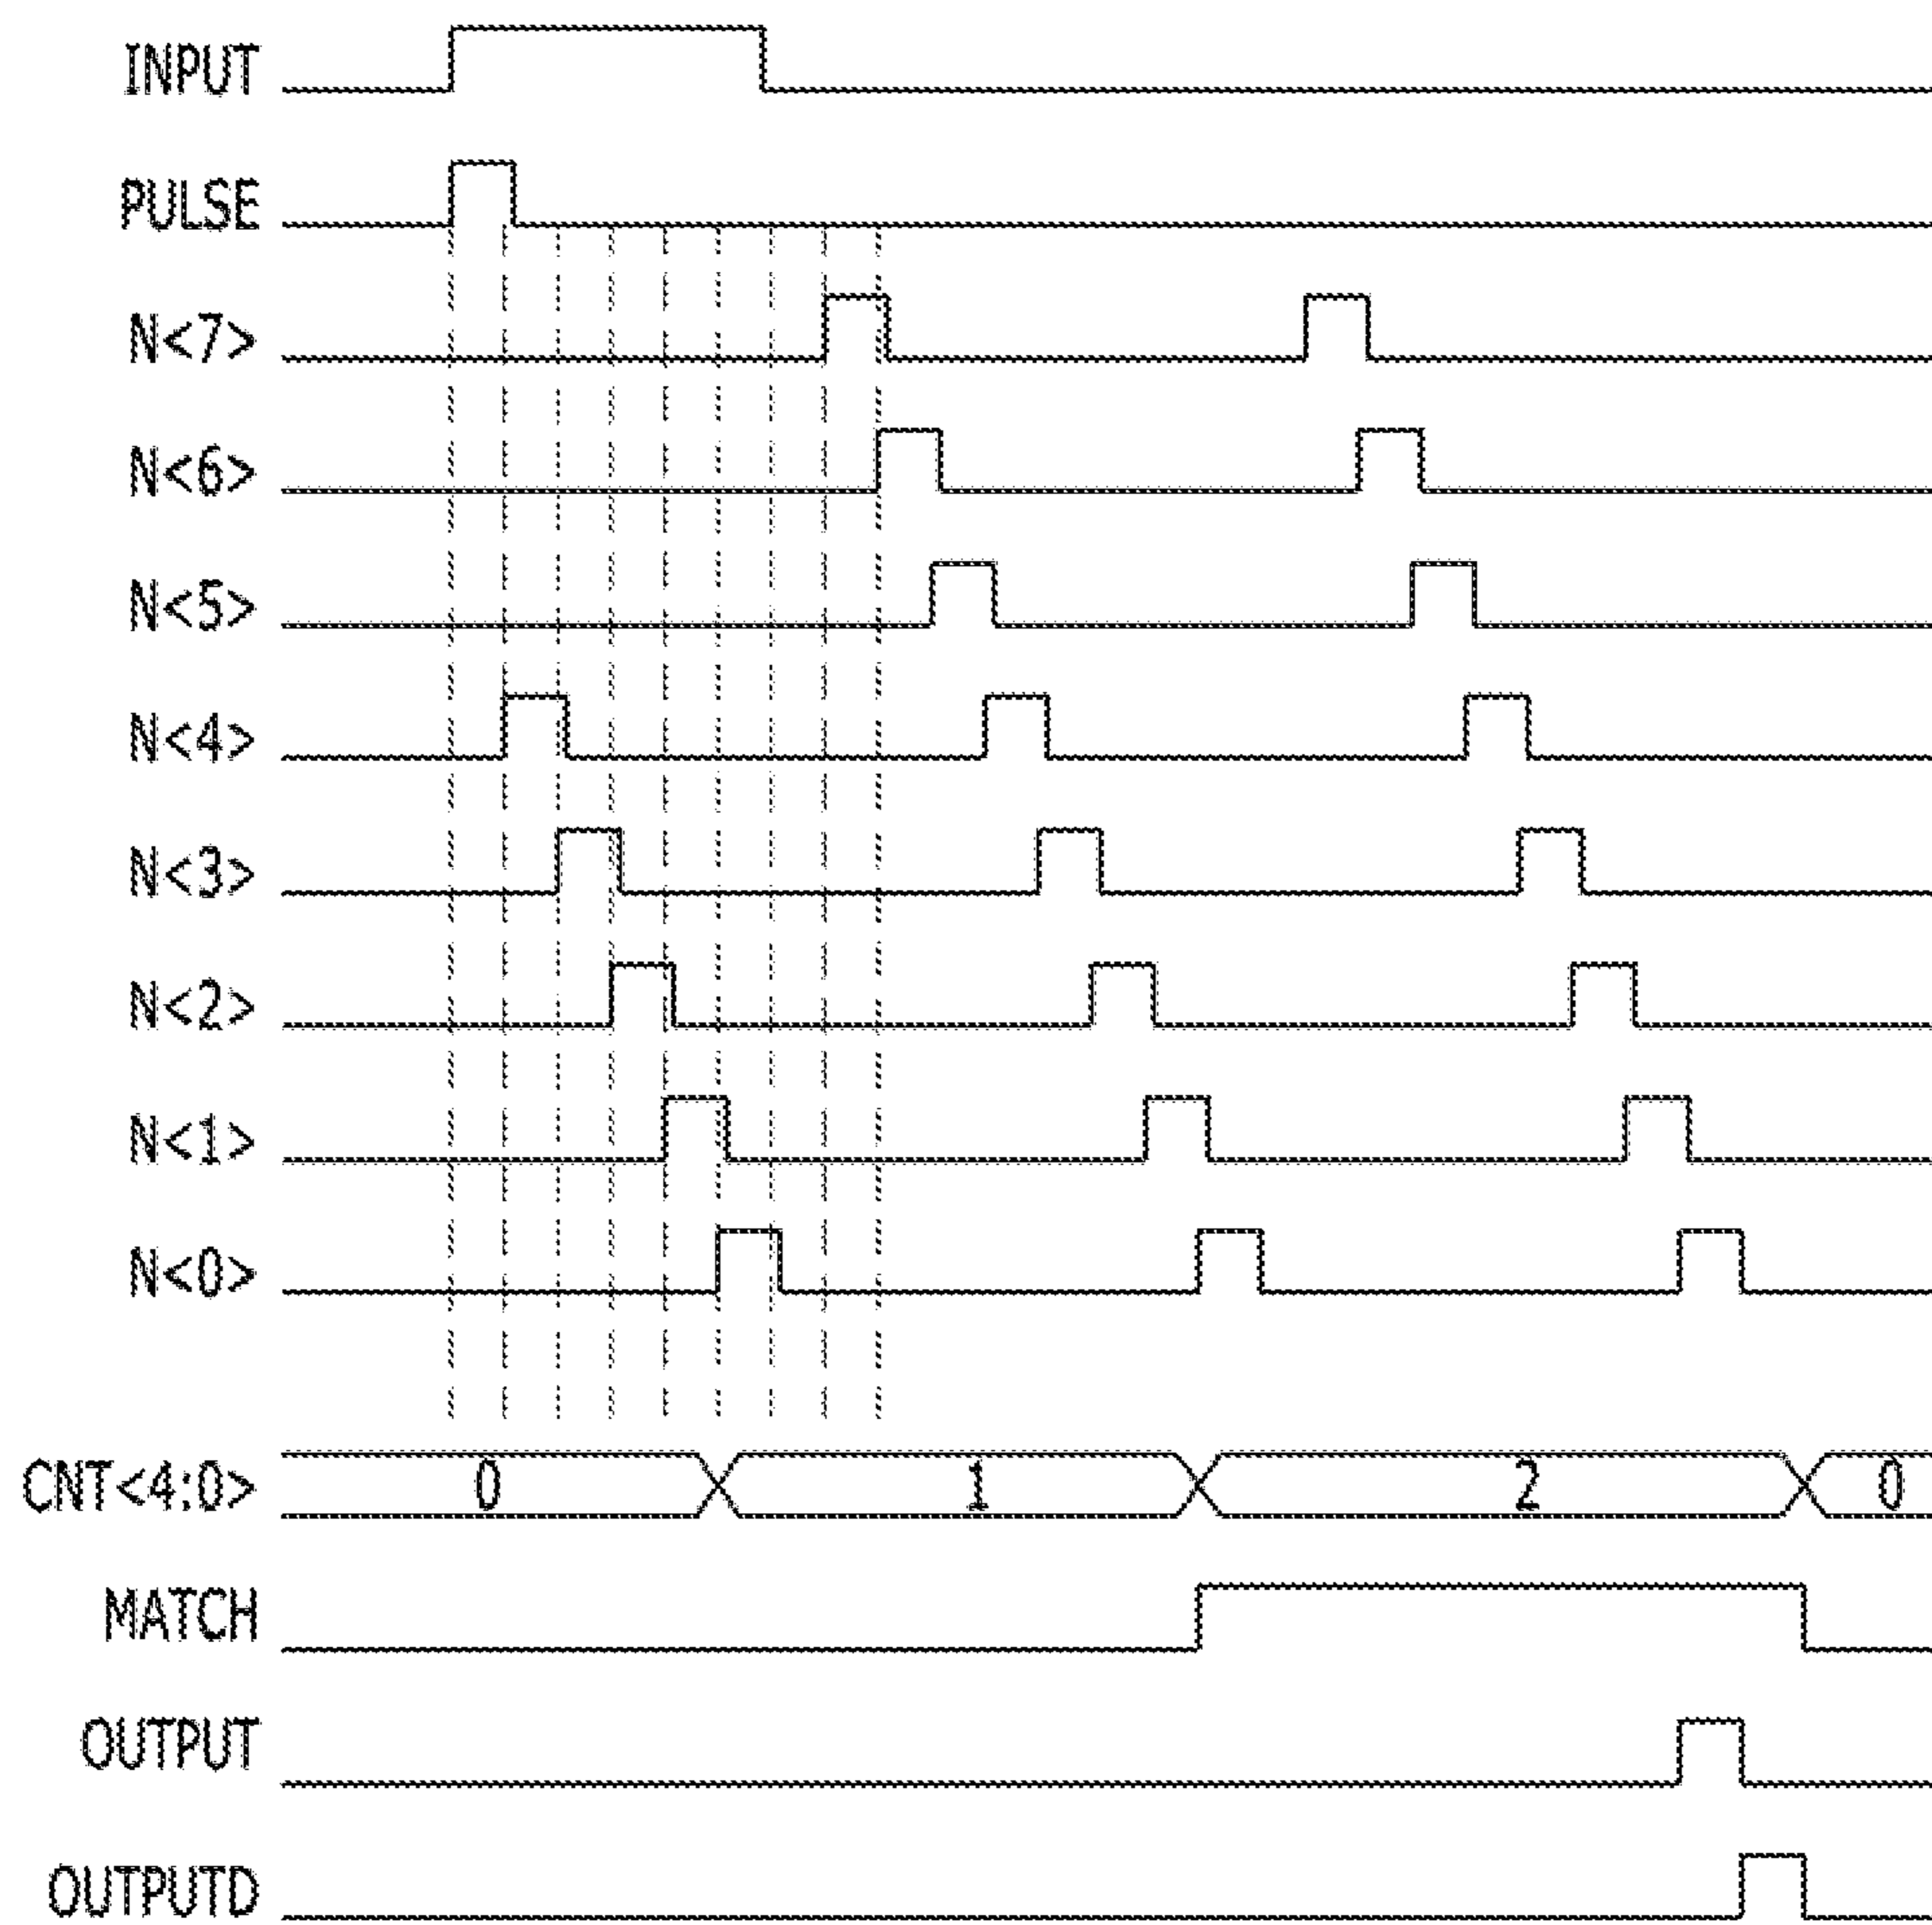 INPUT
PULSE
N<7>
N<6>
N<5>
N<4>
N<3>
N<2>
N<1>
N<0>
CNT<4:0> 0 1 2 0
MATCH
OUTPUT
OUTPUTD